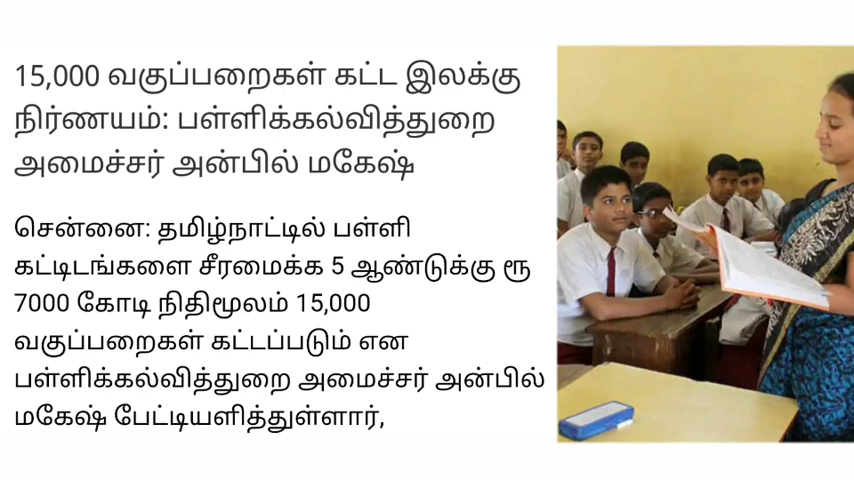 15,000 வகுப்பறைகள் கட்ட இலக்கு
நிர்ணயம்: பள்ளிக்கல்வித்துறை
அமைச்சர் அன்பில் மகேஷ்
சென்னை: தமிழ்நாட்டில் பள்ளி
கட்டிடங்களை சீரமைக்க 5 ஆண்டுக்கு ரூ
7000 கோடி நிதிமூலம் 15,000
வகுப்பறைகள் கட்டப்படும் என
பள்ளிக்கல்வித்துறை அமைச்சர் அன்பில்
மகேஷ் பேட்டியளித்துள்ளார்,